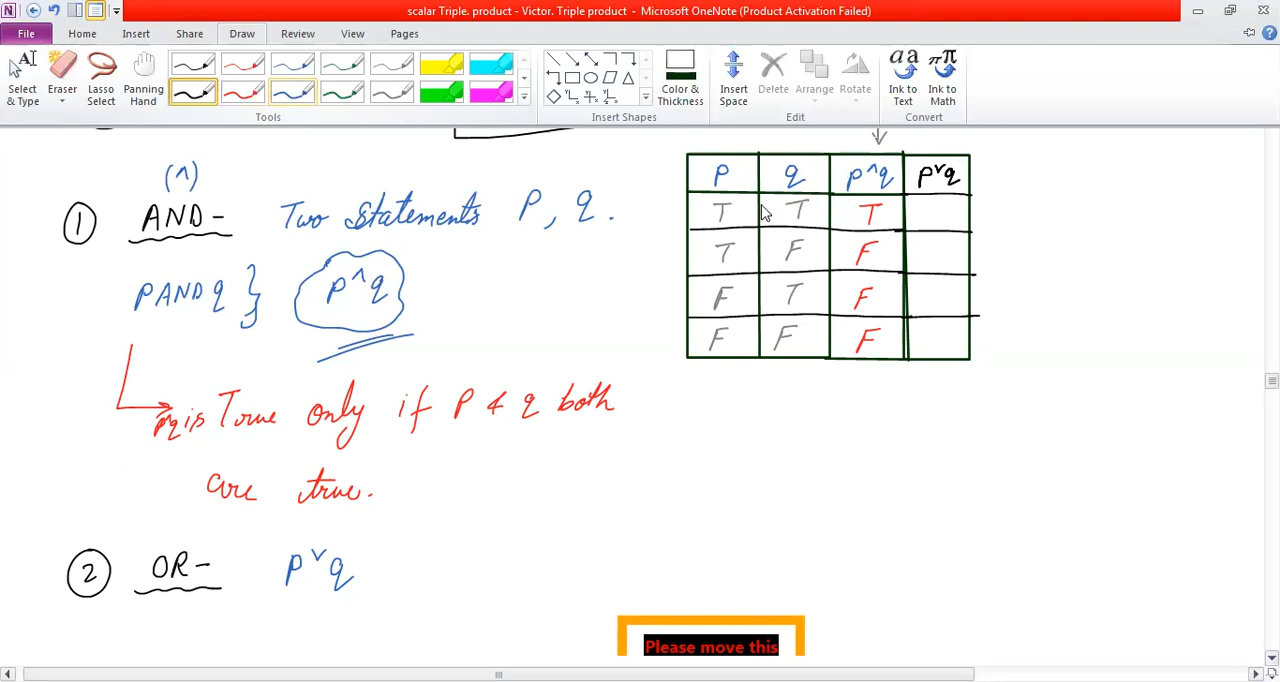 scalar Triple. product - Victor. Triple product - Microsoft OneNote (Product Activation Failed)
File Home Insert Share Draw Review View Pages
Select & Type Eraser Lasso Select Panning Hand Color & Thickness Insert Space Delete Arrange Rotate Ink to Text Ink to Math
Tools Insert Shapes Edit Convert
(^)
① AND- Two Statements P, q.
P AND q } p^q
p^q is True only if P & q both
are true.
② OR- p∨q
P q p^q p∨q
T T T
T F F
F T F
F F F
Please move this